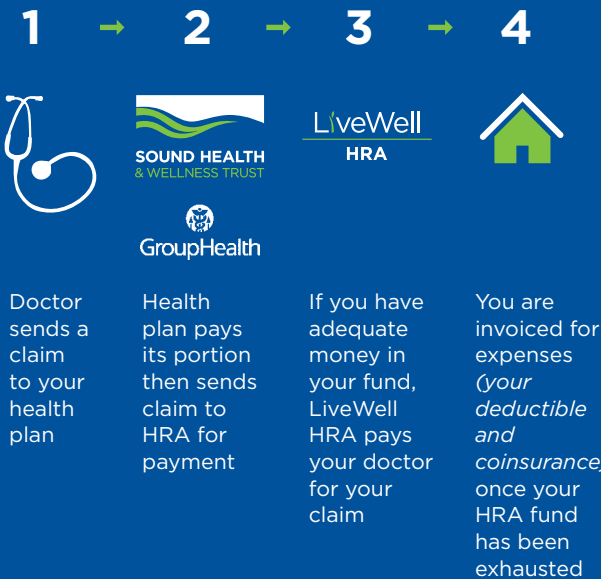 1 → 2 → 3 → 4
SOUND HEALTH
& WELLNESS TRUST
GroupHealth
LiveWell
HRA
Doctor
sends a
claim
to your
health
plan
Health
plan pays
its portion
then sends
claim to
HRA for
payment
If you have
adequate
money in
your fund,
LiveWell
HRA pays
your doctor
for your
claim
You are
invoiced for
expenses
(your
deductible
and
coinsurance)
once your
HRA fund
has been
exhausted